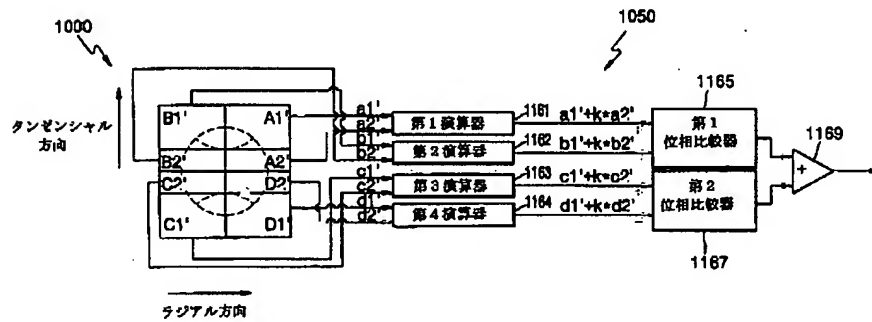 1000
1050
タンゼンシャル
方向
B1'
A1'
B2'
A2'
C2'
D2'
C1'
D1'
ラジアル方向
a1'
a2'
b1'
b2'
c1'
c2'
d1'
d2'
第1演算器
第2演算器
第3演算器
第4演算器
1161
1162
1163
1164
a1'+k*a2'
b1'+k*b2'
c1'+k*c2'
d1'+k*d2'
1165
第1
位相比較器
第2
位相比較器
1167
+
1169